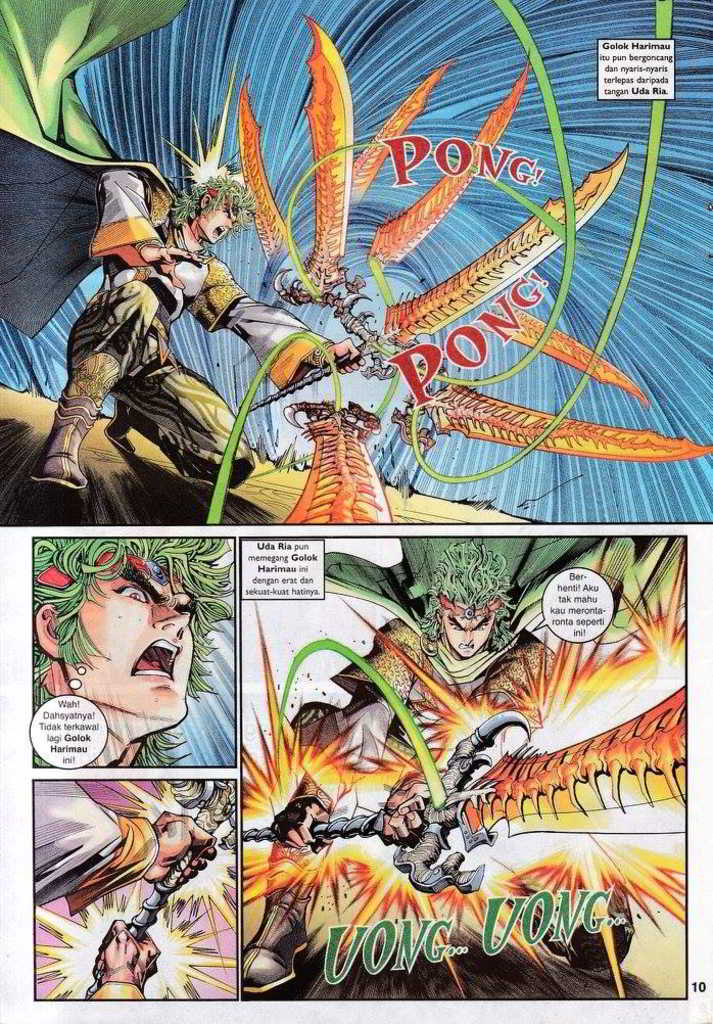 Golok Harimau
itu pun bergoncang
dan nyaris-nyaris
terlepas daripada
tangan Uda Ria.
PONG!
PONG!
Wah!
Dahsyatnya!
Tidak terkawal
lagi Golok
Harimau
ini!
Uda Ria pun
memegang Golok
Harimau ini
dengan erat dan
sekuat-kuat hatinya.
Ber-
henti! Aku
tak mahu
kau meronta-
ronta seperti
ini!
UONG... UONG...
10